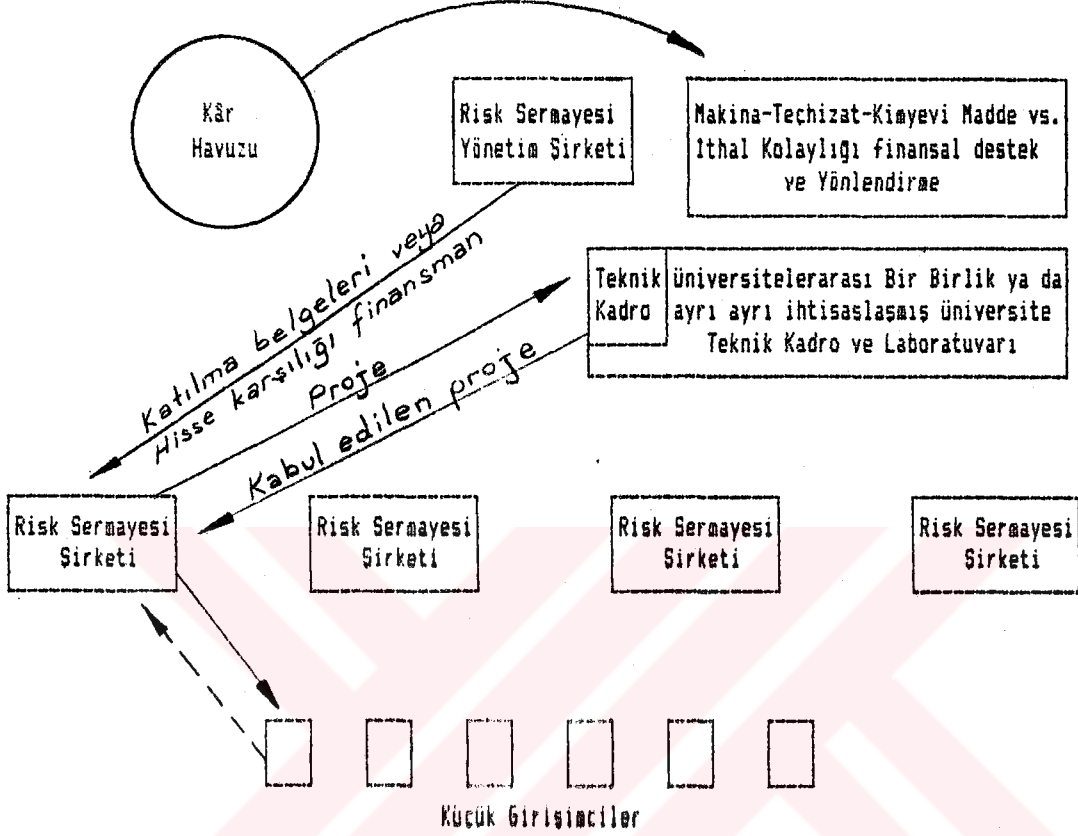 Kâr
Havuzu
Risk Sermayesi
Yönetim Şirketi
Makina-Teçhizat-Kimyevi Madde vs.
Ithal Kolaylığı finansal destek
ve Yönlendirme
Katılma belgeleri veya
Hisse karşılığı finansman
Proje
Kabul edilen proje
Teknik
Kadro
üniversitelerarası Bir Birlik ya da
ayrı ayrı ihtisaslaşmış üniversite
Teknik Kadro ve Laboratuvarı
Risk Sermayesi
Şirketi
Risk Sermayesi
Şirketi
Risk Sermayesi
Şirketi
Risk Sermayesi
Şirketi
Küçük Girişimciler